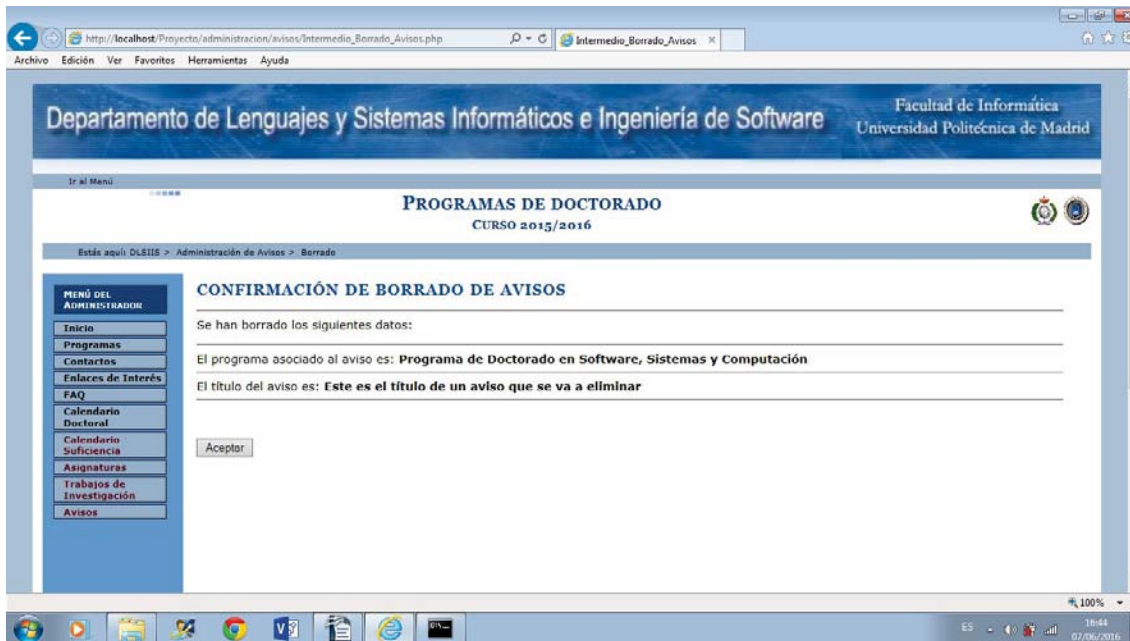 http://localhost/Proyecto/administracion/avisos/Intermedio_Borrado_Avisos.php
Intermedio_Borrado_Avisos
Archivo Edición Ver Favoritos Herramientas Ayuda
Departamento de Lenguajes y Sistemas Informáticos e Ingeniería de Software
Facultad de Informática
Universidad Politécnica de Madrid
Ir al Menú
PROGRAMAS DE DOCTORADO
CURSO 2015/2016
Estás aquí: DLSIIS > Administración de Avisos > Borrado
MENÚ DEL
ADMINISTRADOR
Inicio
Programas
Contactos
Enlaces de Interés
FAQ
Calendario
Doctoral
Calendario
Suficiencia
Asignaturas
Trabajos de
Investigación
Avisos
CONFIRMACIÓN DE BORRADO DE AVISOS
Se han borrado los siguientes datos:
El programa asociado al aviso es: Programa de Doctorado en Software, Sistemas y Computación
El título del aviso es: Este es el título de un aviso que se va a eliminar
Aceptar
100%
ES
16:44
07/06/2016